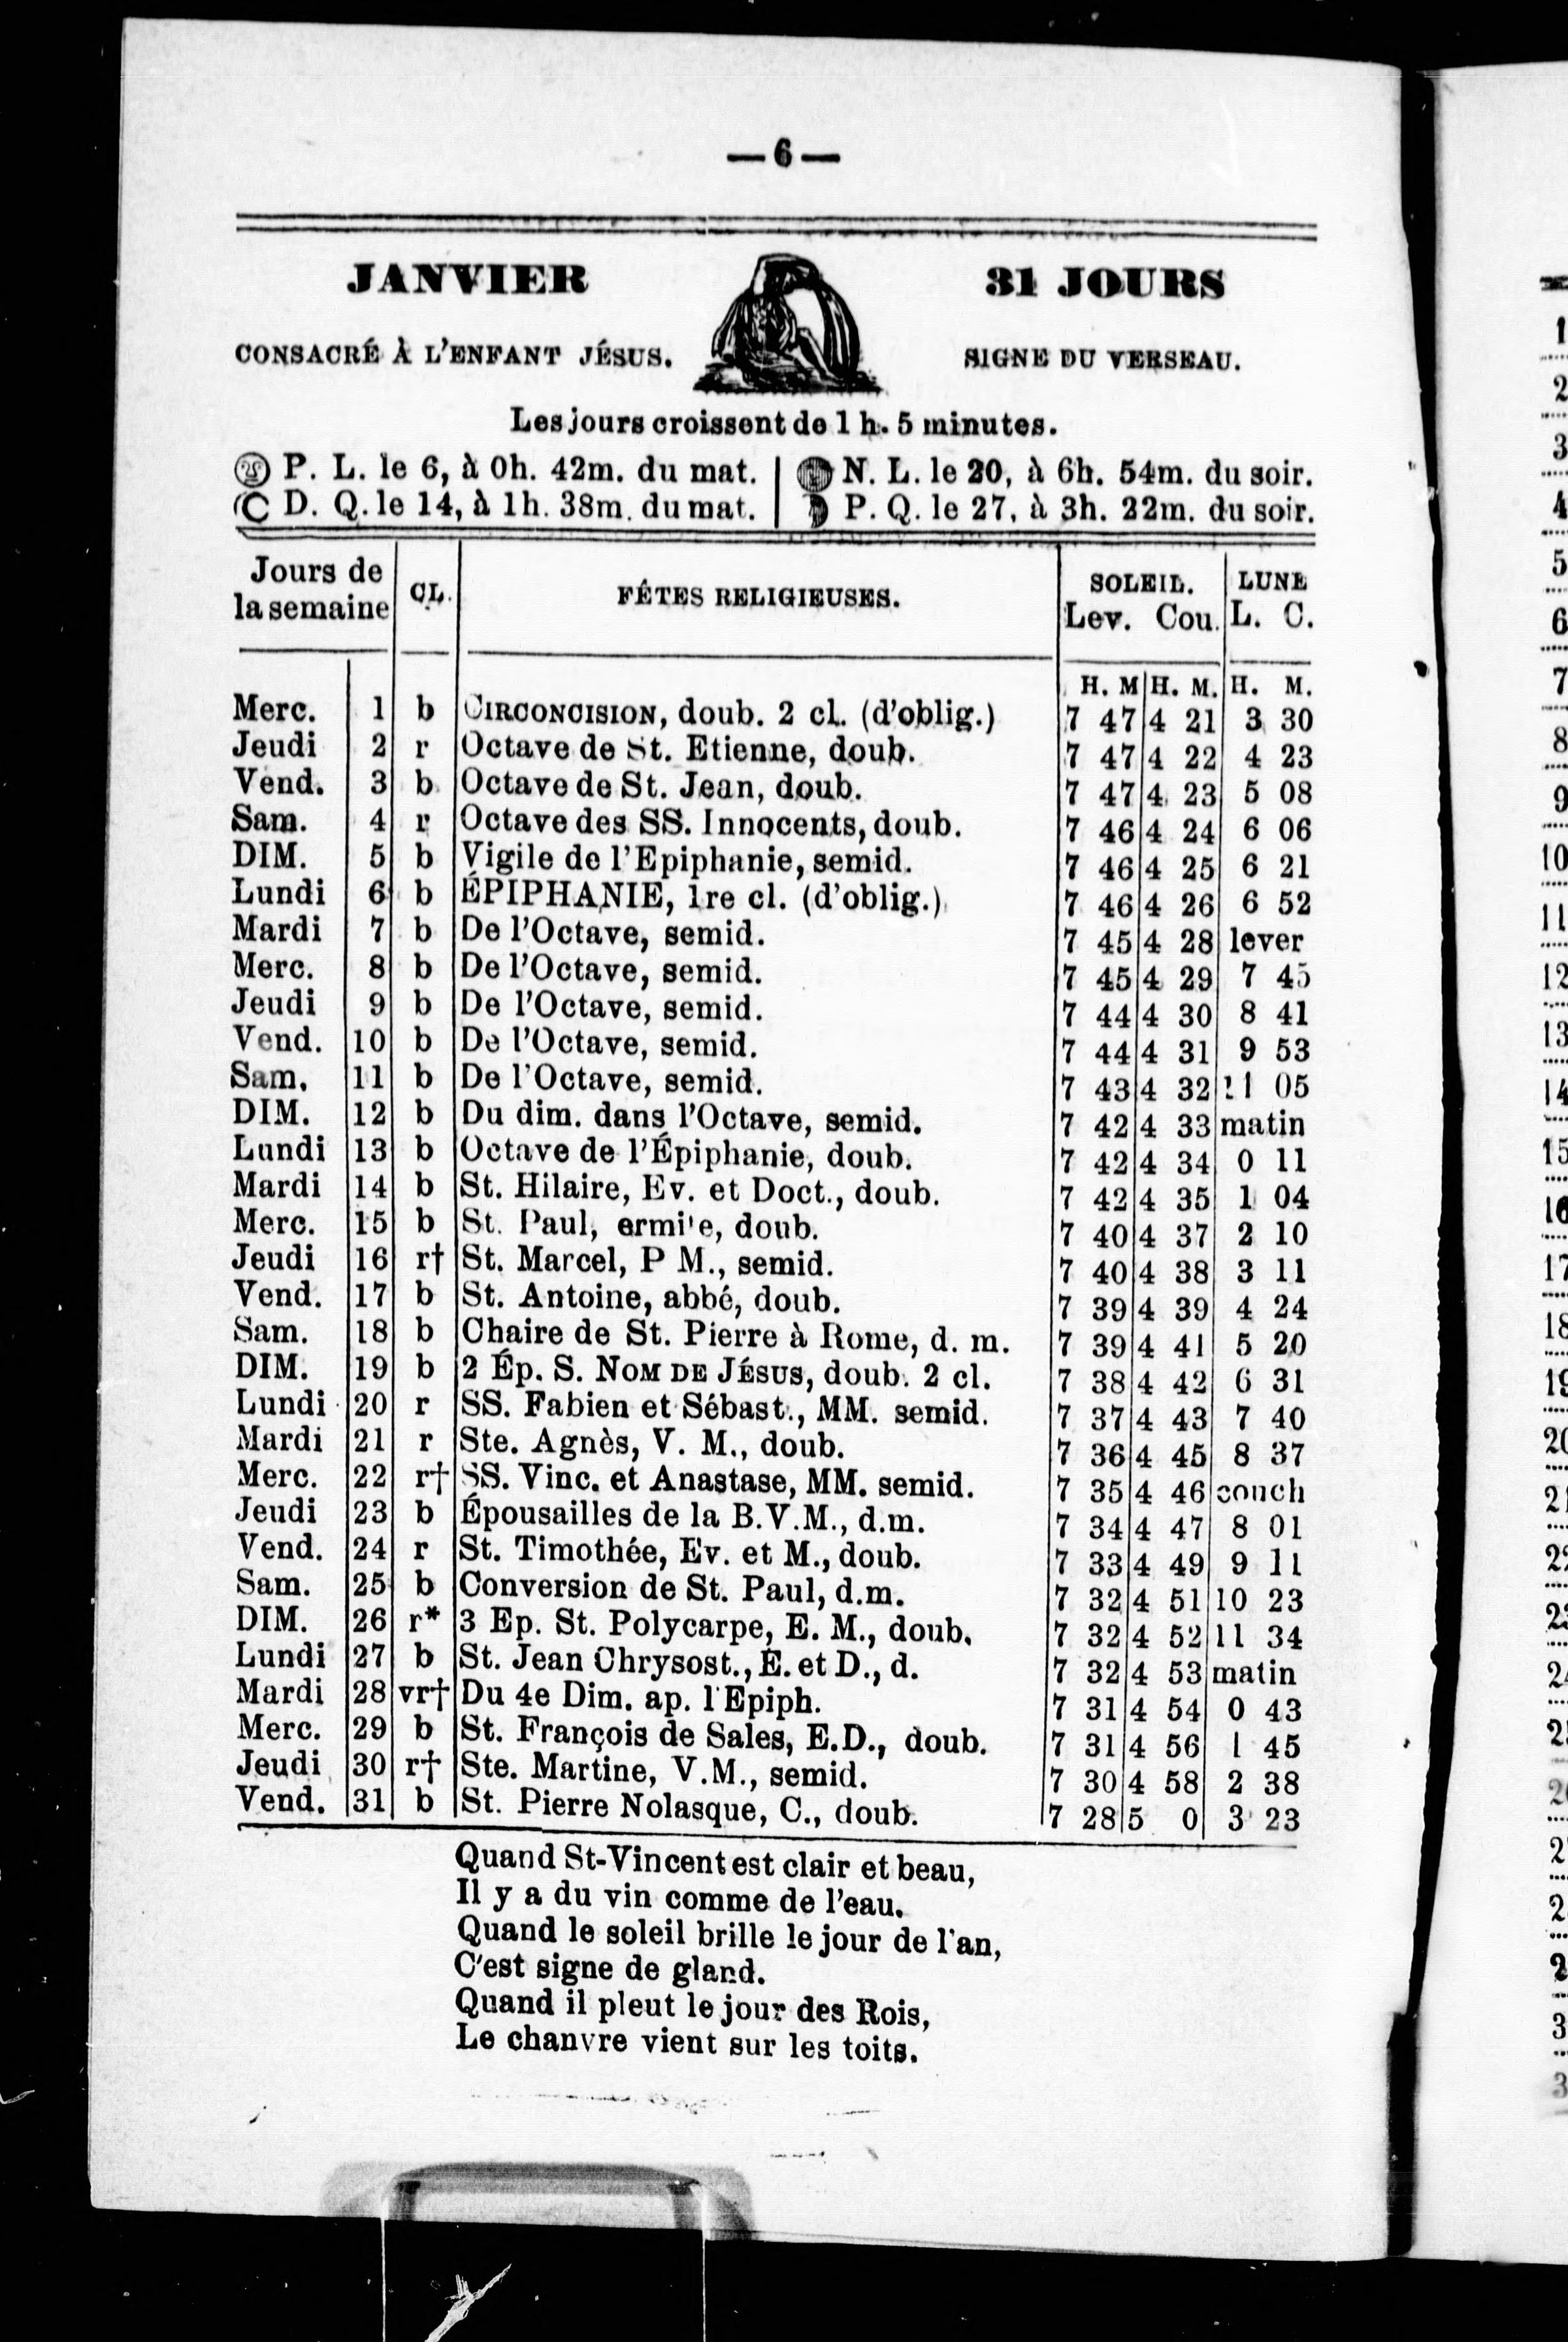 — 6 —
JANVIER 31 JOURS
CONSACRÉ À L'ENFANT JÉSUS. SIGNE DU VERSEAU.
Les jours croissent de 1 h. 5 minutes.
P. L. le 6, à 0h. 42m. du mat. N. L. le 20, à 6h. 54m. du soir.
D. Q. le 14, à 1h. 38m. du mat. P. Q. le 27, à 3h. 22m. du soir.
Jours de la semaine CL. FÊTES RELIGIEUSES. SOLEIL. Lev. Cou. LUNE L. C.
H. M H. M. H. M.
Merc. 1 b CIRCONCISION, doub. 2 cl. (d'oblig.) 7 47 4 21 3 30
Jeudi 2 r Octave de St. Etienne, doub. 7 47 4 22 4 23
Vend. 3 b Octave de St. Jean, doub. 7 47 4 23 5 08
Sam. 4 r Octave des SS. Innocents, doub. 7 46 4 24 6 06
DIM. 5 b Vigile de l'Epiphanie, semid. 7 46 4 25 6 21
Lundi 6 b ÉPIPHANIE, 1re cl. (d'oblig.) 7 46 4 26 6 52
Mardi 7 b De l'Octave, semid. 7 45 4 28 lever
Merc. 8 b De l'Octave, semid. 7 45 4 29 7 45
Jeudi 9 b De l'Octave, semid. 7 44 4 30 8 41
Vend. 10 b De l'Octave, semid. 7 44 4 31 9 53
Sam. 11 b De l'Octave, semid. 7 43 4 32 11 05
DIM. 12 b Du dim. dans l'Octave, semid. 7 42 4 33 matin
Lundi 13 b Octave de l'Épiphanie, doub. 7 42 4 34 0 11
Mardi 14 b St. Hilaire, Ev. et Doct., doub. 7 42 4 35 1 04
Merc. 15 b St. Paul, ermi'e, doub. 7 40 4 37 2 10
Jeudi 16 r† St. Marcel, P M., semid. 7 40 4 38 3 11
Vend. 17 b St. Antoine, abbé, doub. 7 39 4 39 4 24
Sam. 18 b Chaire de St. Pierre à Rome, d. m. 7 39 4 41 5 20
DIM. 19 b 2 Ép. S. NOM DE JÉSUS, doub. 2 cl. 7 38 4 42 6 31
Lundi 20 r SS. Fabien et Sébast., MM. semid. 7 37 4 43 7 40
Mardi 21 r Ste. Agnès, V. M., doub. 7 36 4 45 8 37
Merc. 22 r† SS. Vinc. et Anastase, MM. semid. 7 35 4 46 couch
Jeudi 23 b Épousailles de la B.V.M., d.m. 7 34 4 47 8 01
Vend. 24 r St. Timothée, Ev. et M., doub. 7 33 4 49 9 11
Sam. 25 b Conversion de St. Paul, d.m. 7 32 4 51 10 23
DIM. 26 r* 3 Ep. St. Polycarpe, E. M., doub. 7 32 4 52 11 34
Lundi 27 b St. Jean Chrysost., E. et D., d. 7 32 4 53 matin
Mardi 28 vr† Du 4e Dim. ap. l'Epiph. 7 31 4 54 0 43
Merc. 29 b St. François de Sales, E.D., doub. 7 31 4 56 1 45
Jeudi 30 r† Ste. Martine, V.M., semid. 7 30 4 58 2 38
Vend. 31 b St. Pierre Nolasque, C., doub. 7 28 5 0 3 23
Quand St-Vincent est clair et beau,
Il y a du vin comme de l'eau.
Quand le soleil brille le jour de l'an,
C'est signe de gland.
Quand il pleut le jour des Rois,
Le chanvre vient sur les toits.